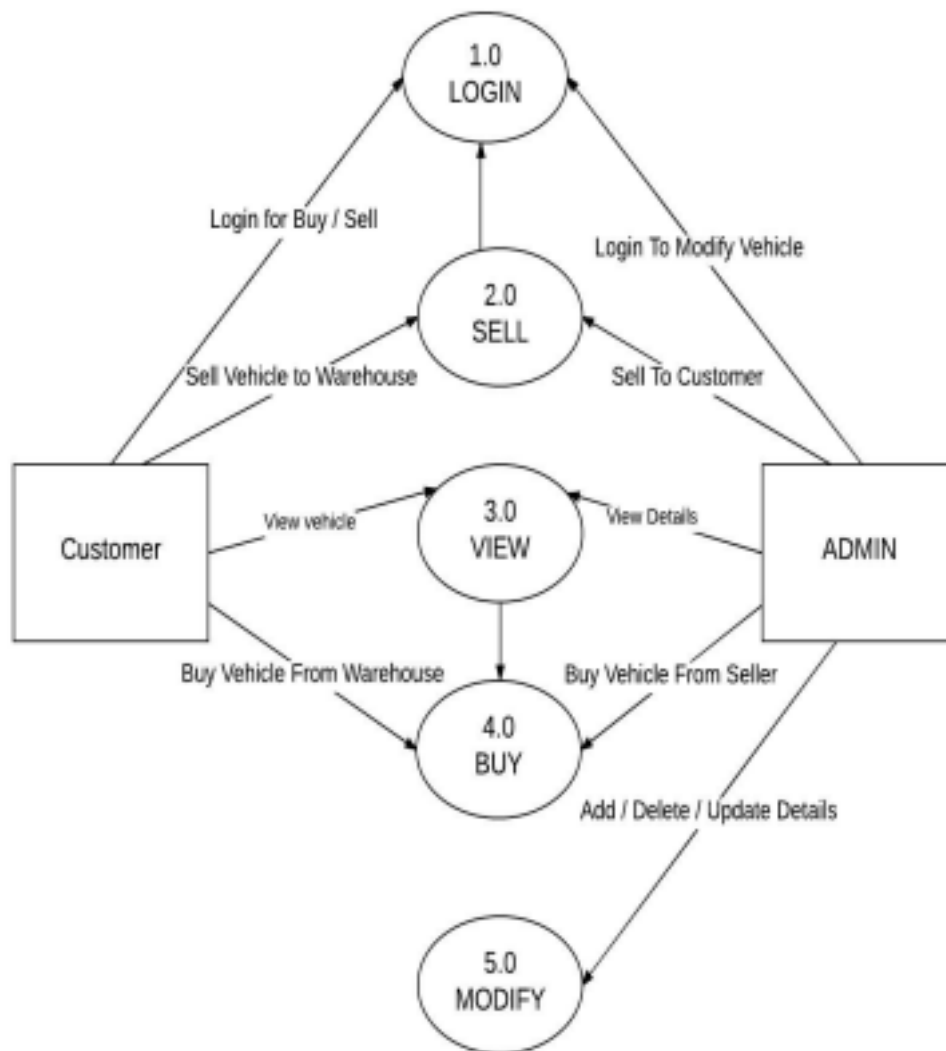 1.0
LOGIN
Login for Buy / Sell
Login To Modify Vehicle
2.0
SELL
Sell Vehicle to Warehouse
Sell To Customer
Customer
View vehicle
3.0
VIEW
View Details
ADMIN
Buy Vehicle From Warehouse
Buy Vehicle From Seller
4.0
BUY
Add / Delete / Update Details
5.0
MODIFY